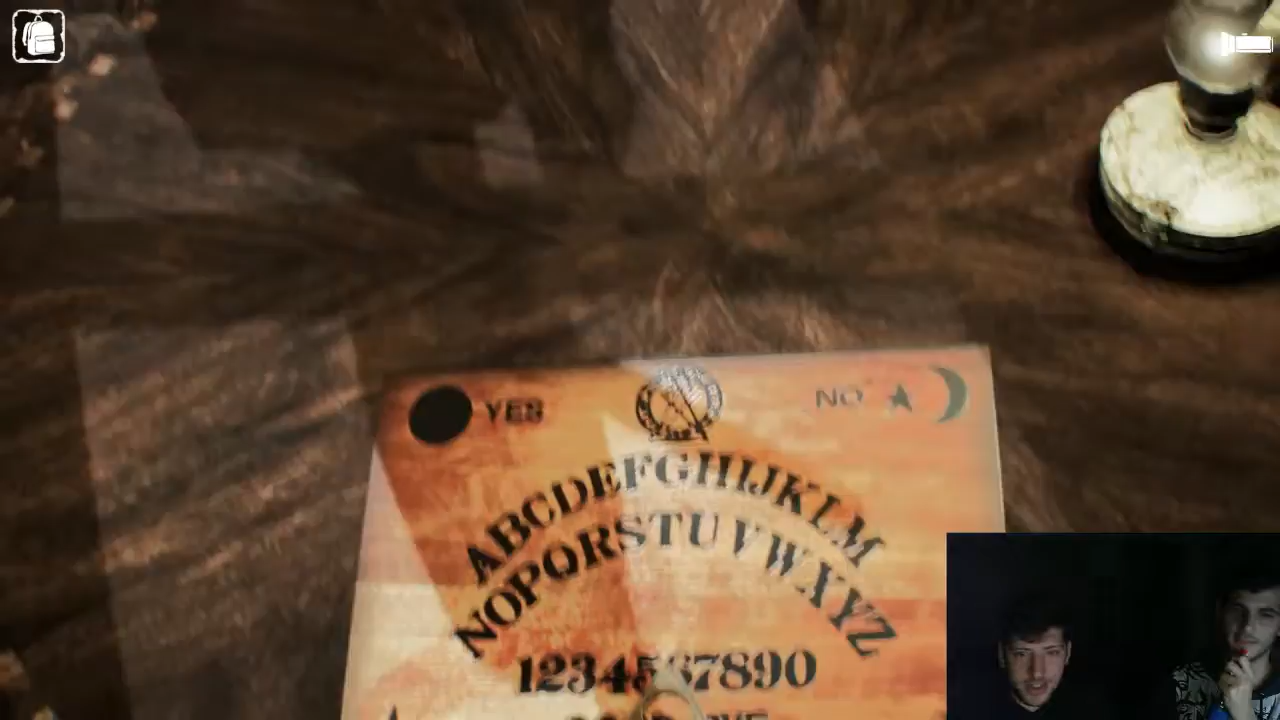 YES
NO
ABCDEFGHIJKLM
NOPQRSTUVWXYZ
1234567890